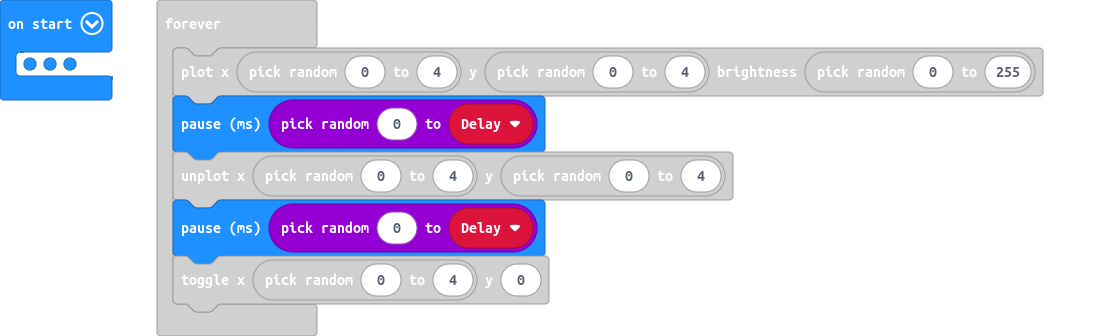 on start
forever
plot x pick random 0 to 4 y pick random 0 to 4 brightness pick random 0 to 255
pause (ms) pick random 0 to Delay
unplot x pick random 0 to 4 y pick random 0 to 4
pause (ms) pick random 0 to Delay
toggle x pick random 0 to 4 y 0